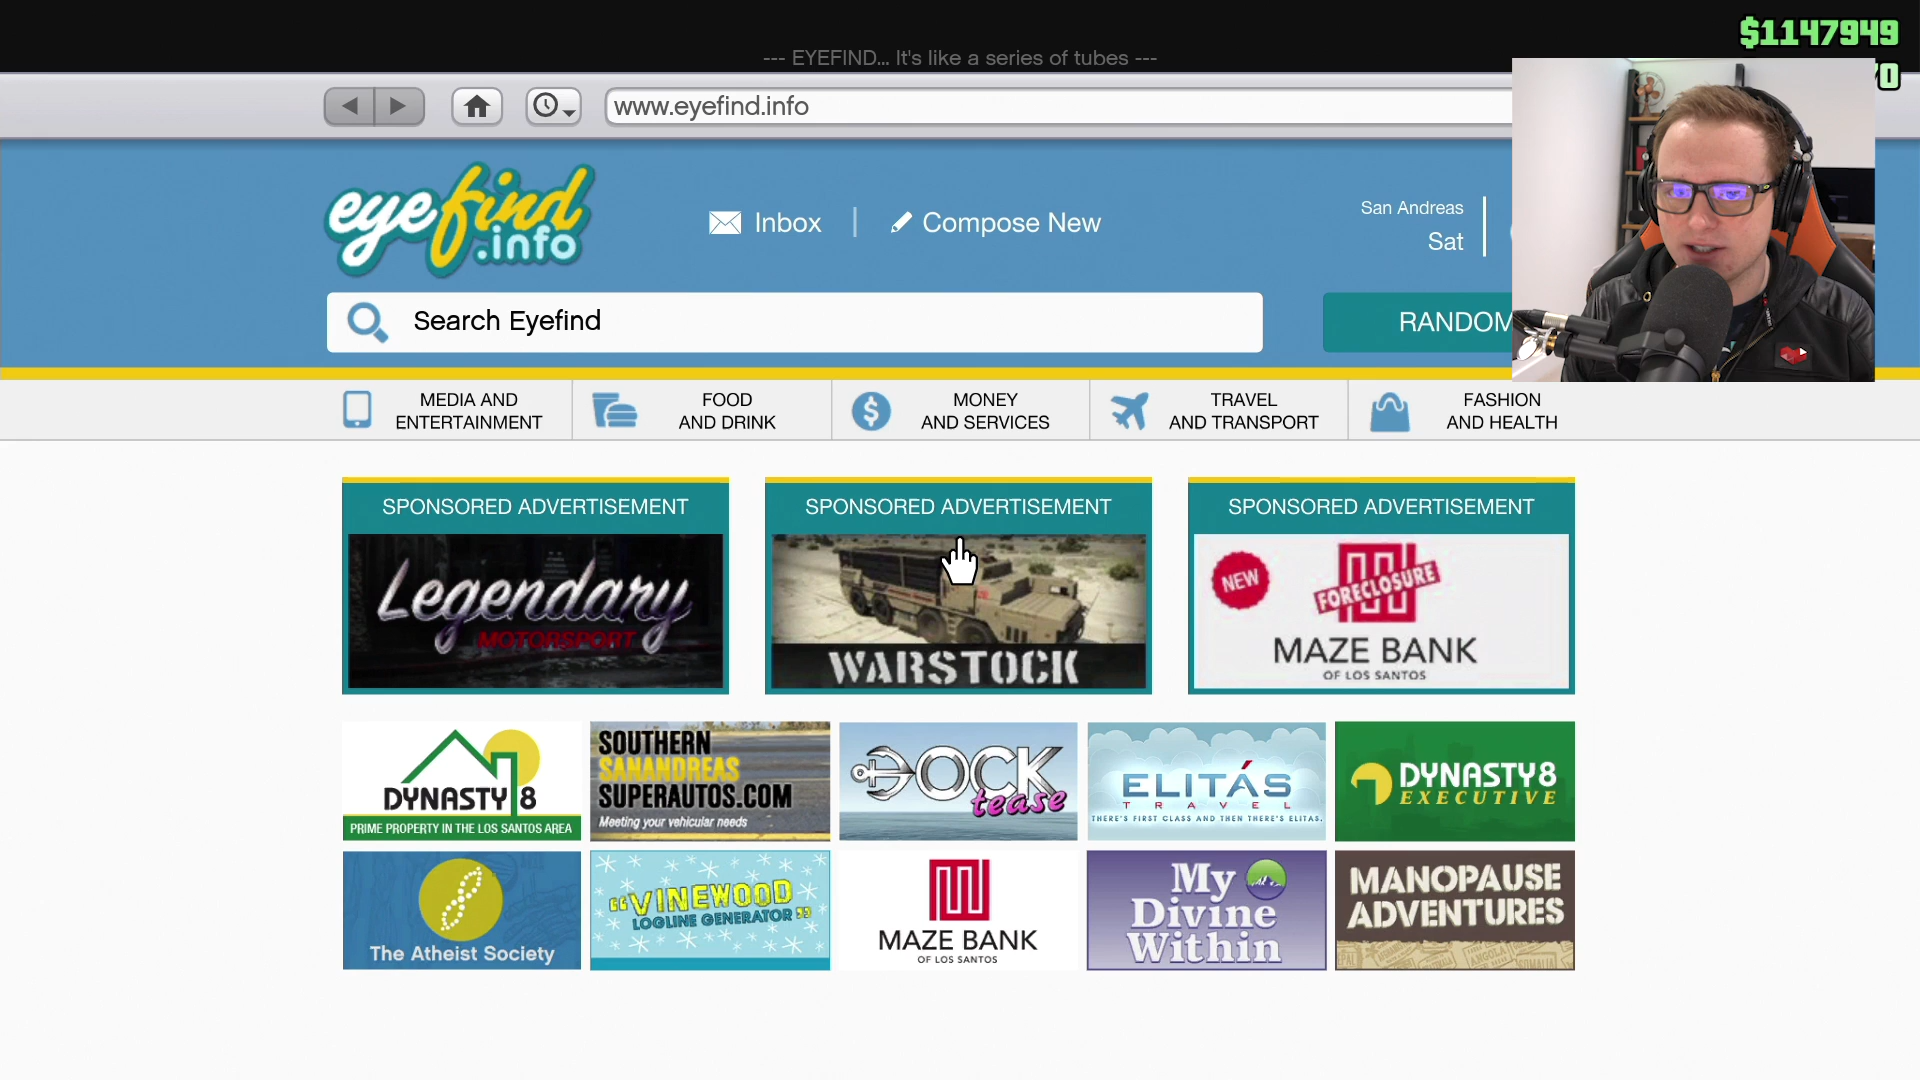 $1147949
--- EYEFIND... It's like a series of tubes ---
0
www.eyefind.info
eyefind
.info
Inbox
Compose New
San Andreas
Sat
Search Eyefind
RANDOM
MEDIA AND
ENTERTAINMENT
FOOD
AND DRINK
MONEY
AND SERVICES
TRAVEL
AND TRANSPORT
FASHION
AND HEALTH
SPONSORED ADVERTISEMENT
Legendary
MOTORSPORT
SPONSORED ADVERTISEMENT
WARSTOCK
SPONSORED ADVERTISEMENT
NEW
FORECLOSURE
MAZE BANK
OF LOS SANTOS
DYNASTY 8
PRIME PROPERTY IN THE LOS SANTOS AREA
SOUTHERN
SANANDREAS
SUPERAUTOS.COM
Meeting your vehicular needs
DOCK
tease
ELITÁS
TRAVEL
THERE'S FIRST CLASS AND THEN THERE'S ELITAS.
DYNASTY8
EXECUTIVE
The Atheist Society
"VINEWOOD
LOGLINE GENERATOR"
MAZE BANK
OF LOS SANTOS
My
Divine
Within
MANOPAUSE
ADVENTURES